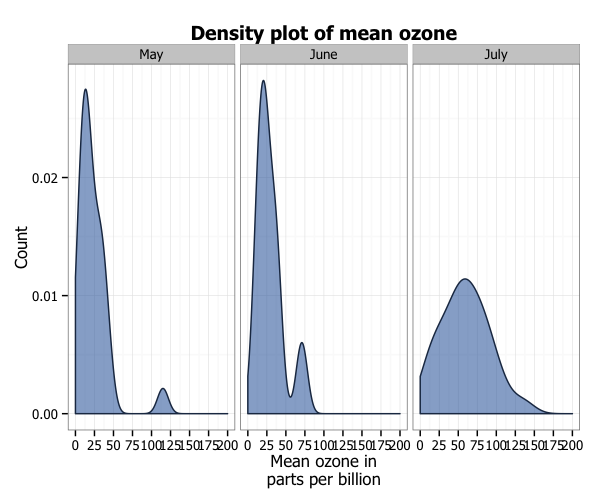 Density plot of mean ozone
May June July
0.02
0.01
0.00
Count
0 25 50 75 100 125 150 175 200 0 25 50 75 100 125 150 175 200 0 25 50 75 100 125 150 175 200
Mean ozone in
parts per billion